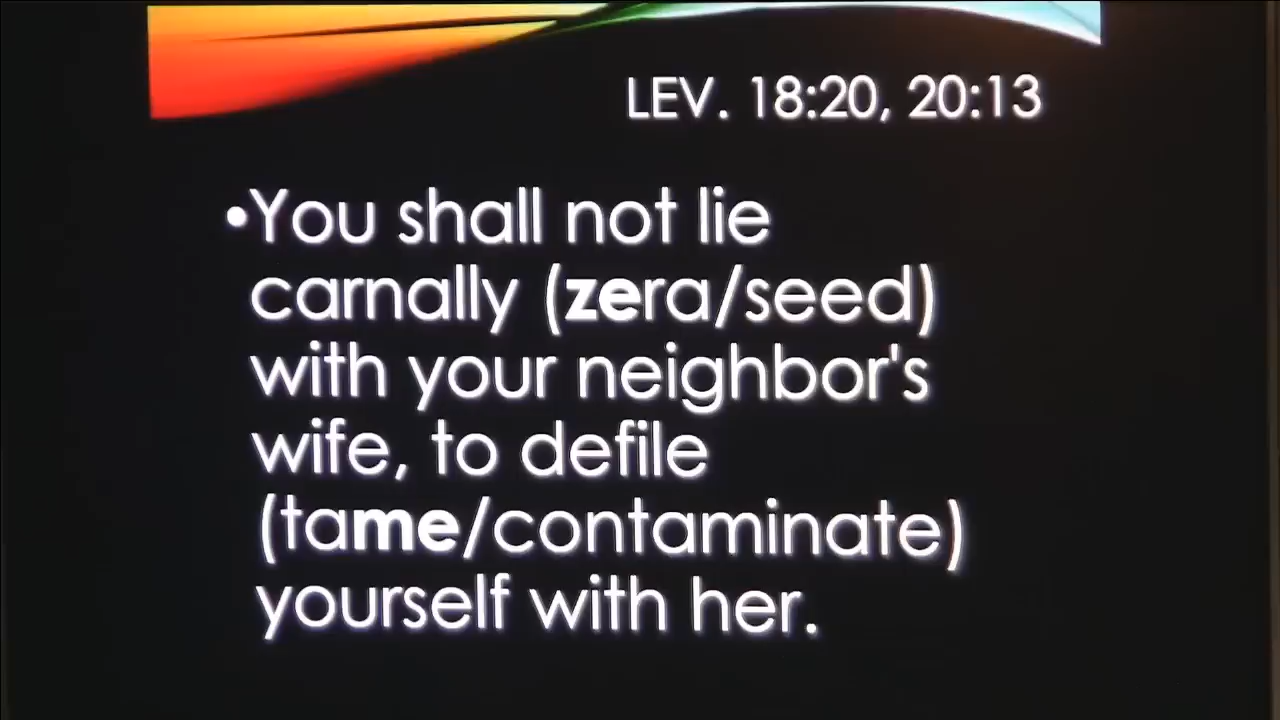 LEV. 18:20, 20:13
•You shall not lie
carnally (zera/seed)
with your neighbor's
wife, to defile
(tame/contaminate)
yourself with her.